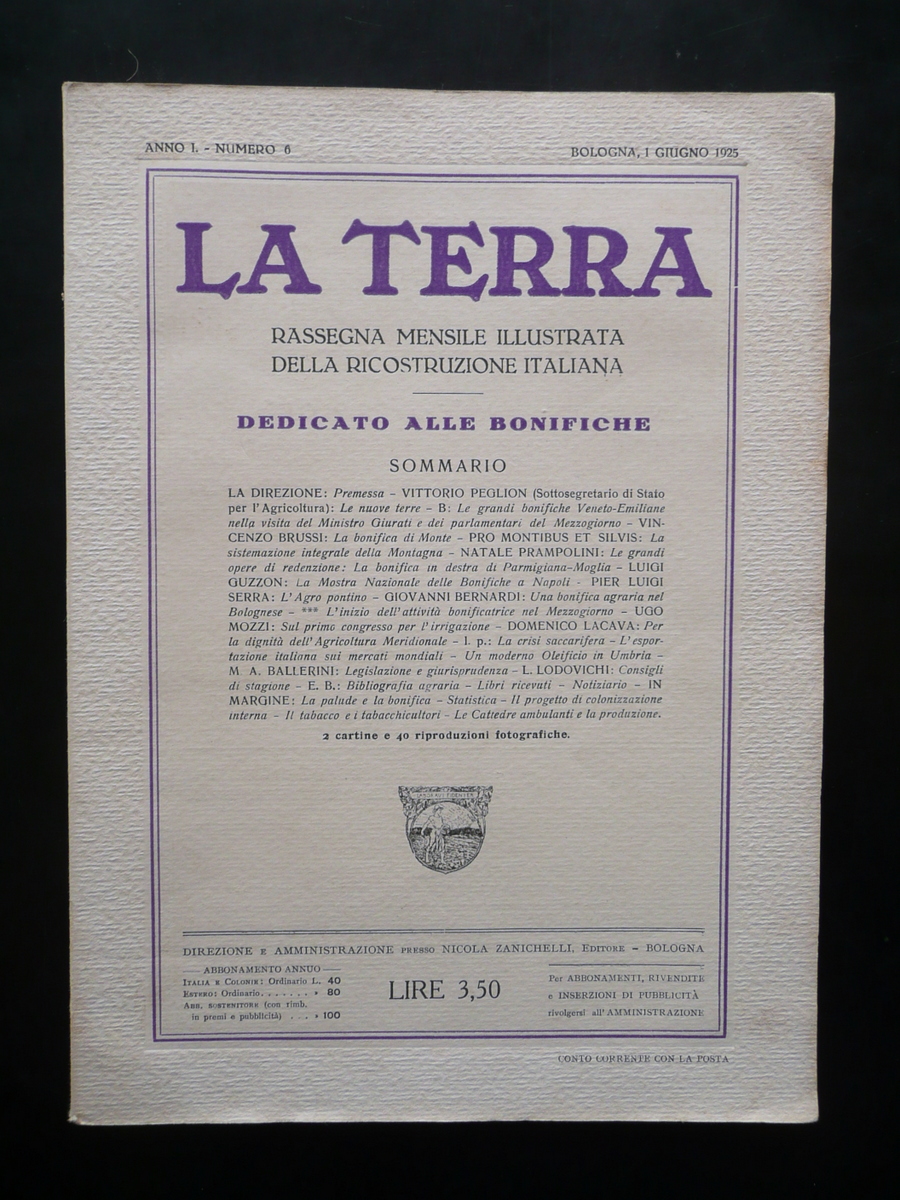 ANNO I. - NUMERO 6
BOLOGNA, 1 GIUGNO 1925
LA TERRA
RASSEGNA MENSILE ILLUSTRATA
DELLA RICOSTRUZIONE ITALIANA
DEDICATO ALLE BONIFICHE
SOMMARIO
LA DIREZIONE: Premessa - VITTORIO PEGLION (Sottosegretario di Stato
per l'Agricoltura): Le nuove terre - B: Le grandi bonifiche Veneto-Emiliane
nella visita del Ministro Giurati e dei parlamentari del Mezzogiorno - VIN-
CENZO BRUSSI: La bonifica di Monte - PRO MONTIBUS ET SILVIS: La
sistemazione integrale della Montagna - NATALE PRAMPOLINI: Le grandi
opere di redenzione: La bonifica in destra di Parmigiana-Moglia - LUIGI
GUZZON: La Mostra Nazionale delle Bonifiche a Napoli - PIER LUIGI
SERRA: L'Agro pontino - GIOVANNI BERNARDI: Una bonifica agraria nel
Bolognese - *** L'inizio dell'attività bonificatrice nel Mezzogiorno - UGO
MOZZI: Sul primo congresso per l'irrigazione - DOMENICO LACAVA: Per
la dignità dell'Agricoltura Meridionale - l. p.: La crisi saccarifera - L'espor-
tazione italiana sui mercati mondiali - Un moderno Oleificio in Umbria -
M. A. BALLERINI: Legislazione e giurisprudenza - L. LODOVICHI: Consigli
di stagione - E. B.: Bibliografia agraria - Libri ricevuti - Notiziario - IN
MARGINE: La palude e la bonifica - Statistica - Il progetto di colonizzazione
interna - Il tabacco e i tabacchicultori - Le Cattedre ambulanti e la produzione.
2 cartine e 40 riproduzioni fotografiche.
DIREZIONE E AMMINISTRAZIONE PRESSO NICOLA ZANICHELLI, EDITORE - BOLOGNA
ABBONAMENTO ANNUO
ITALIA E COLONIE: Ordinario L. 40
ESTERO: Ordinario. . . . . . . » 80
ABB. SOSTENITORE (con rimb.
in premi e pubblicità) . . . » 100
LIRE 3,50
Per ABBONAMENTI, RIVENDITE
e INSERZIONI DI PUBBLICITÀ
rivolgersi all'AMMINISTRAZIONE
CONTO CORRENTE CON LA POSTA